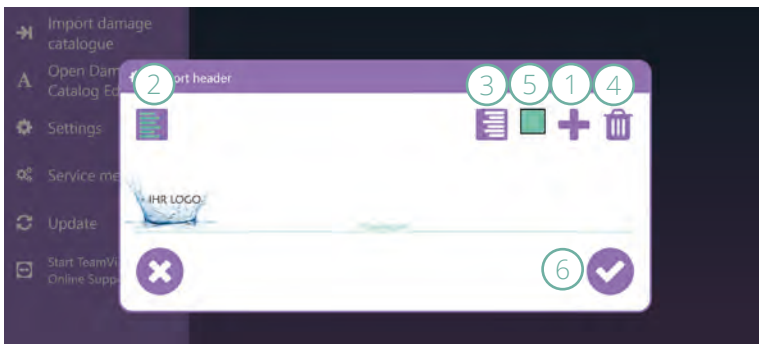 Import damage
catalogue
Open Dam
Catalog Ed
Settings
Service me
Update
Start TeamVi
Online Supp
ort header
2
3
5
1
4
IHR LOGO
6